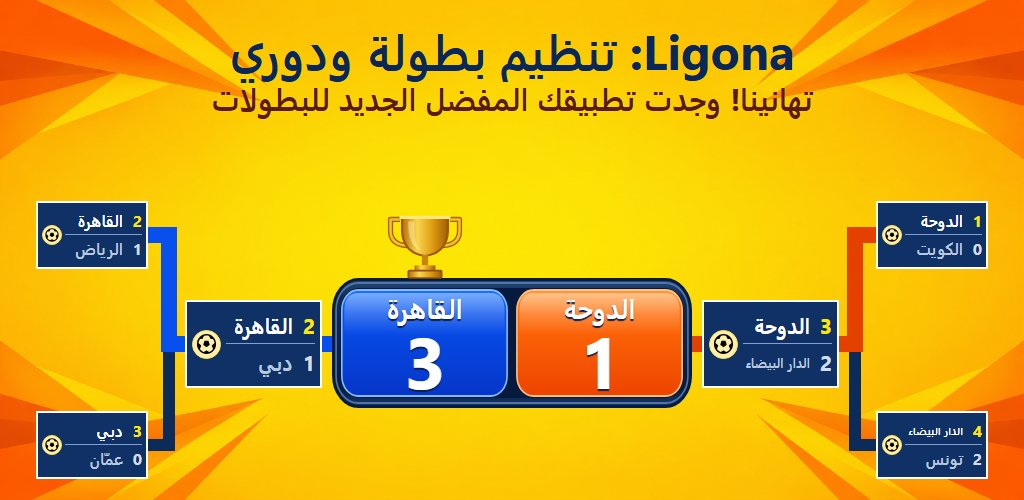 Ligona: تنظيم بطولة ودوري
تهانينا! وجدت تطبيقك المفضل الجديد للبطولات
1 الدوحة
0 الكويت
3 الدوحة
2 الدار البيضاء
4 الدار البيضاء
2 تونس
الدوحة
1
القاهرة
3
2 القاهرة
1 دبي
2 القاهرة
1 الرياض
3 دبي
0 عمّان